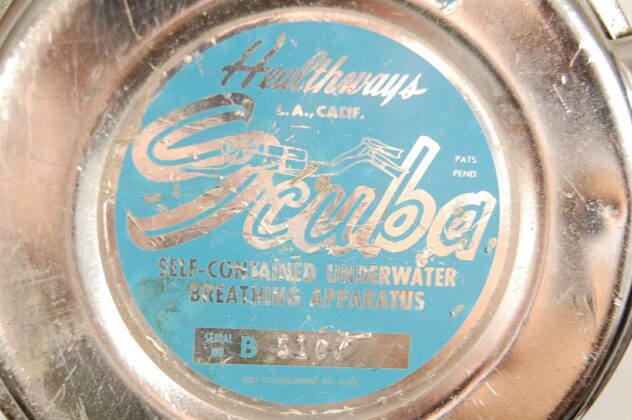 Healthways
L.A., CALIF.
Scuba
PATS.
PEND.
SELF-CONTAINED UNDERWATER
BREATHING APPARATUS
SERIAL
NO. B